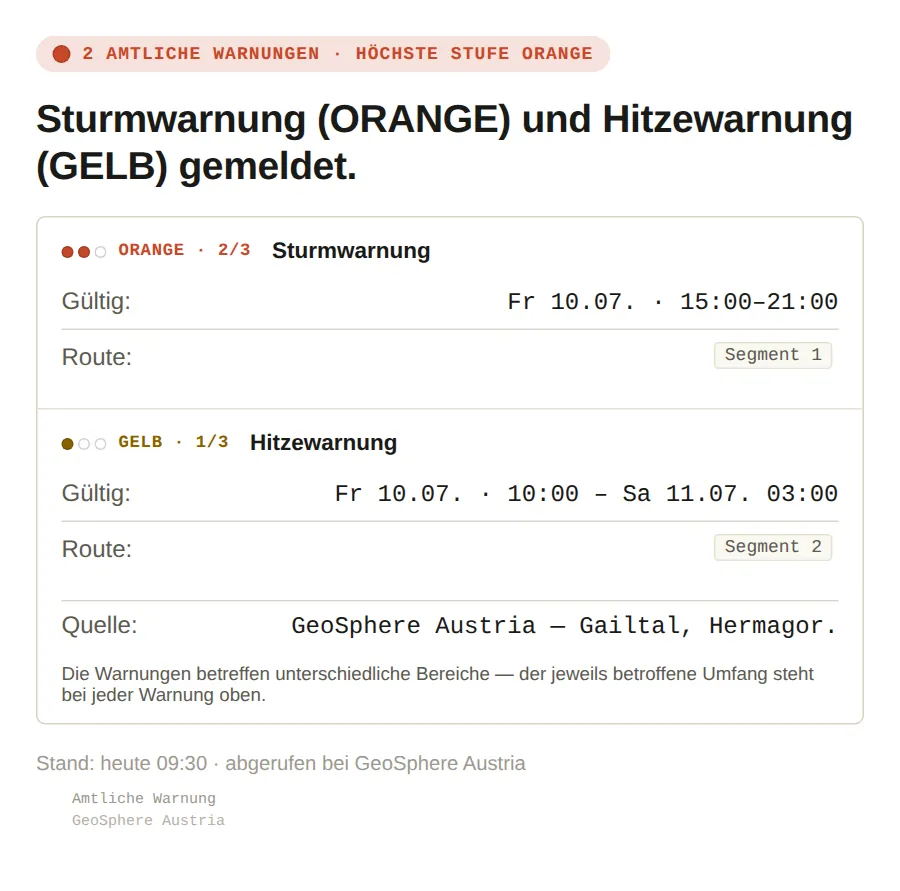 2 AMTLICHE WARNUNGEN · HÖCHSTE STUFE ORANGE
Sturmwarnung (ORANGE) und Hitzewarnung
(GELB) gemeldet.
ORANGE · 2/3 Sturmwarnung
Gültig: Fr 10.07. · 15:00–21:00
Route: Segment 1
GELB · 1/3 Hitzewarnung
Gültig: Fr 10.07. · 10:00 – Sa 11.07. 03:00
Route: Segment 2
Quelle: GeoSphere Austria — Gailtal, Hermagor.
Die Warnungen betreffen unterschiedliche Bereiche — der jeweils betroffene Umfang steht
bei jeder Warnung oben.
Stand: heute 09:30 · abgerufen bei GeoSphere Austria
Amtliche Warnung
GeoSphere Austria